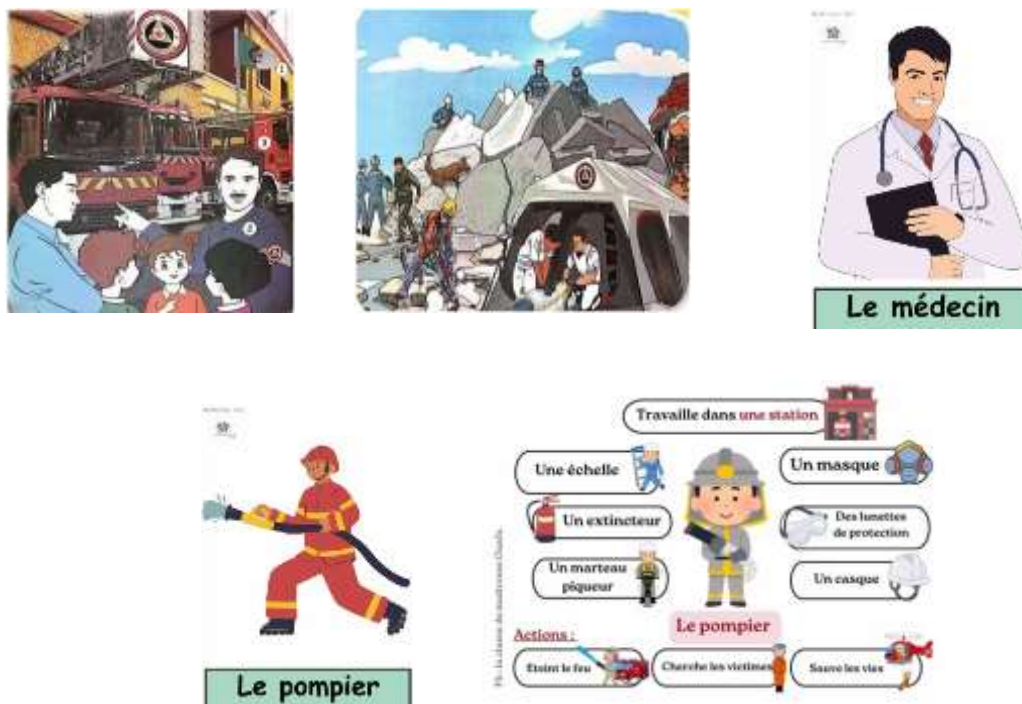 Le médecin
Le pompier
Travaille dans une station
Une échelle
Un masque
Un extincteur
Des lunettes
de protection
Un marteau
piqueur
Un casque
Le pompier
Actions :
Eteint le feu
Cherche les victimes
Sauve les vies